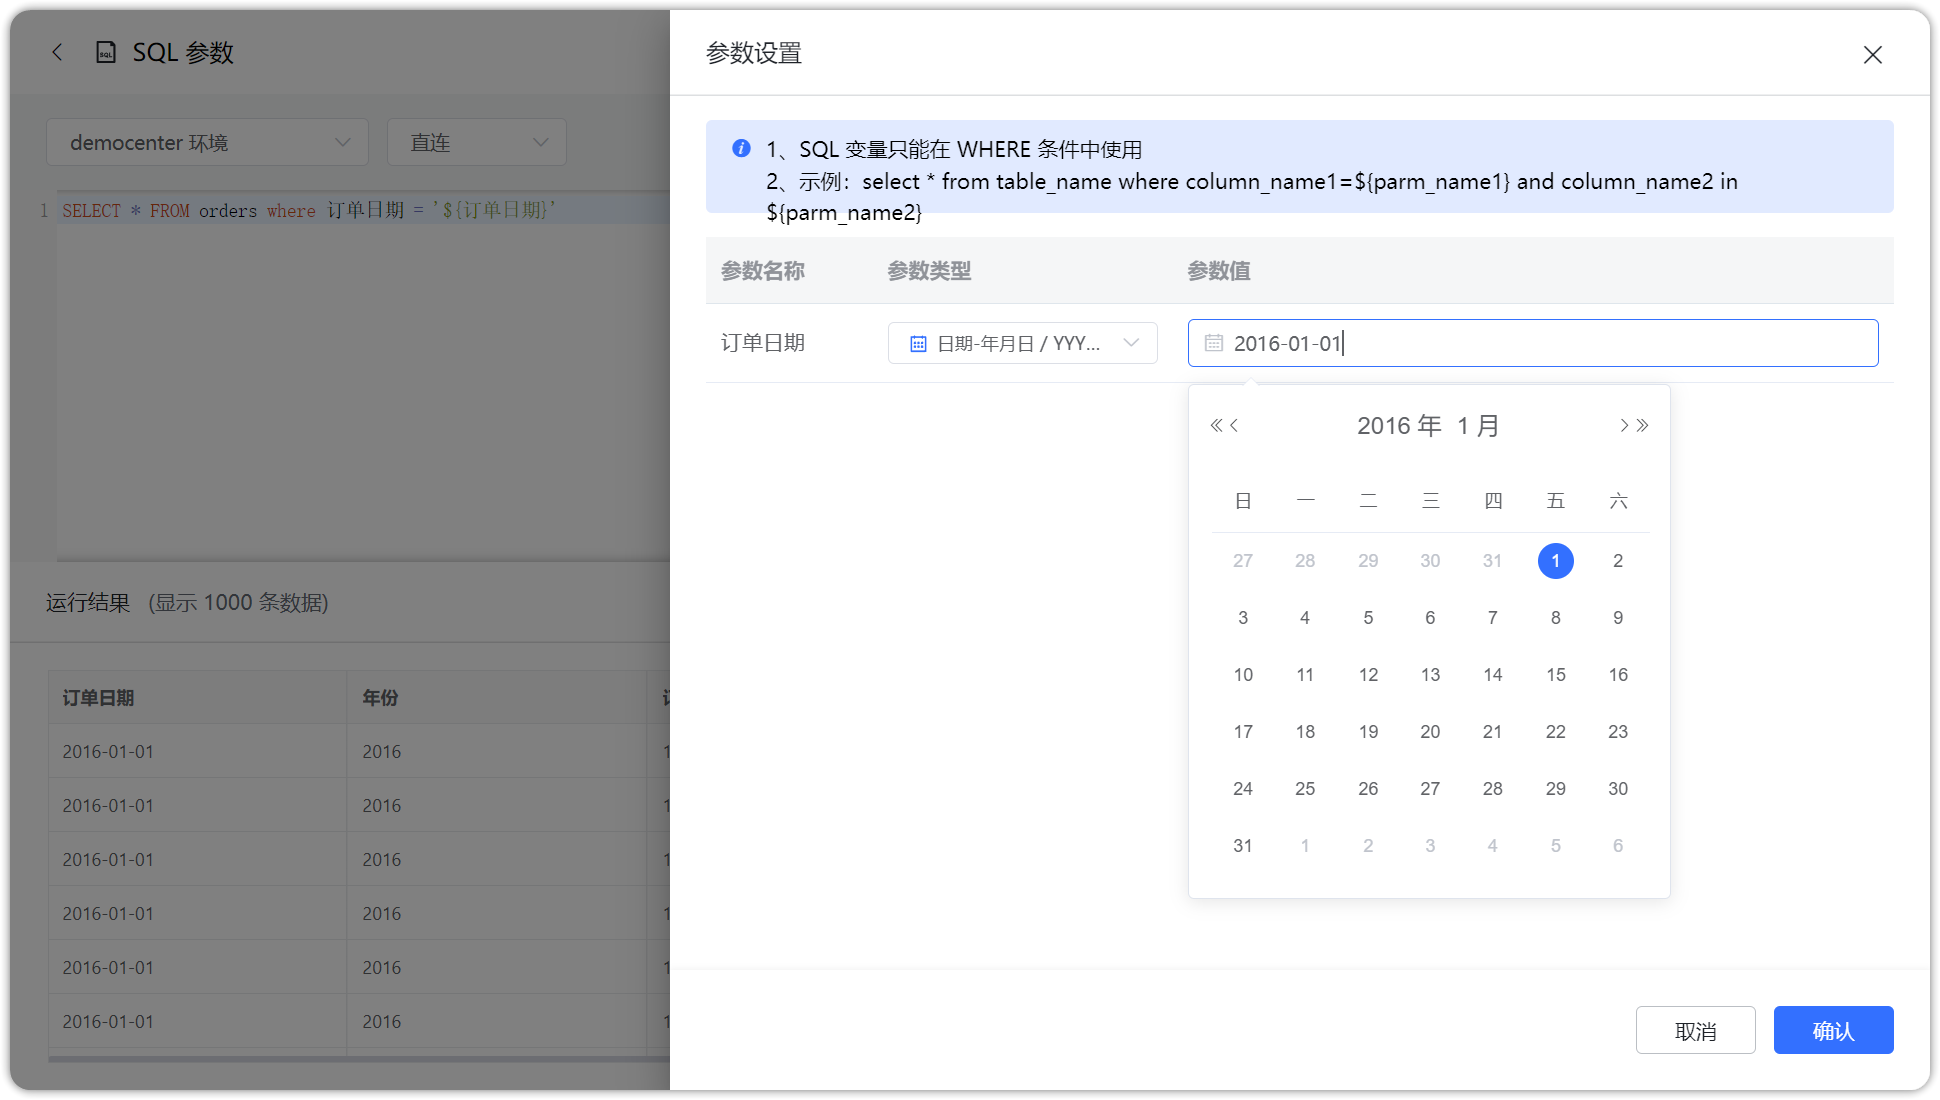 SQL 参数
democenter 环境
直连
1 SELECT * FROM orders where 订单日期 = '${订单日期}'
运行结果 (显示 1000 条数据)
订单日期 年份
2016-01-01 2016
2016-01-01 2016
2016-01-01 2016
2016-01-01 2016
2016-01-01 2016
2016-01-01 2016
参数设置
1、SQL 变量只能在 WHERE 条件中使用
2、示例：select * from table_name where column_name1=${parm_name1} and column_name2 in
${parm_name2}
参数名称 参数类型 参数值
订单日期 日期-年月日 / YYY... 2016-01-01
2016 年 1 月
日 一 二 三 四 五 六
27 28 29 30 31 1 2
3 4 5 6 7 8 9
10 11 12 13 14 15 16
17 18 19 20 21 22 23
24 25 26 27 28 29 30
31 1 2 3 4 5 6
取消 确认